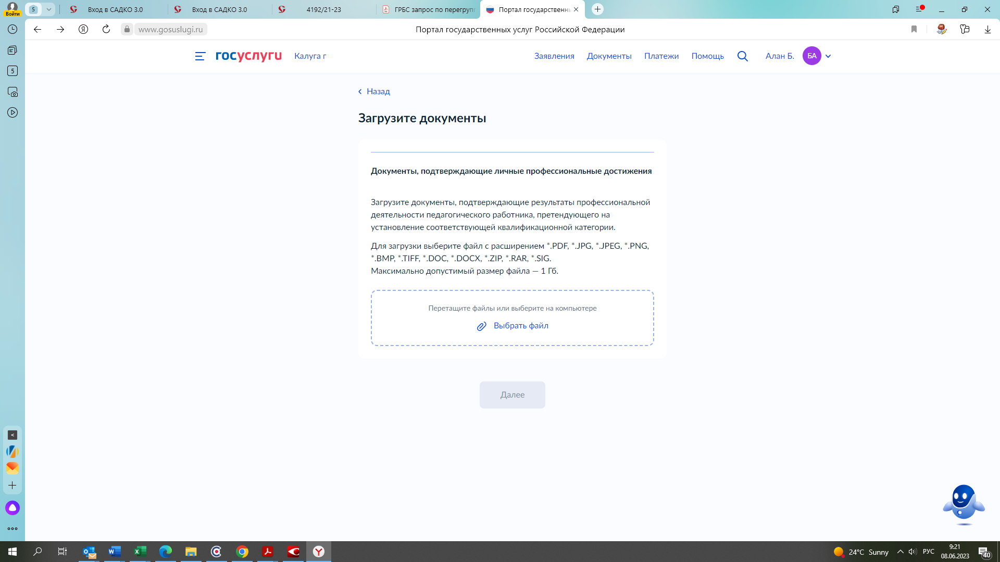 Войти
5
Вход в САДКО 3.0
Вход в САДКО 3.0
4192/21-23
ГРБС запрос по перегруп
Портал государственнь
www.gosuslugi.ru
Портал государственных услуг Российской Федерации
5
госуслуги
Калуга г
Заявления
Документы
Платежи
Помощь
Алан Б.
БА
Назад
Загрузите документы
Документы, подтверждающие личные профессиональные достижения
Загрузите документы, подтверждающие результаты профессиональной
деятельности педагогического работника, претендующего на
установление соответствующей квалификационной категории.
Для загрузки выберите файл с расширением *.PDF, *.JPG, *.JPEG, *.PNG,
*.BMP, *.TIFF, *.DOC, *.DOCX, *.ZIP, *.RAR, *.SIG.
Максимально допустимый размер файла — 1 Гб.
Перетащите файлы или выберите на компьютере
Выбрать файл
Далее
24°C Sunny
РУС
9:21
08.06.2023
40